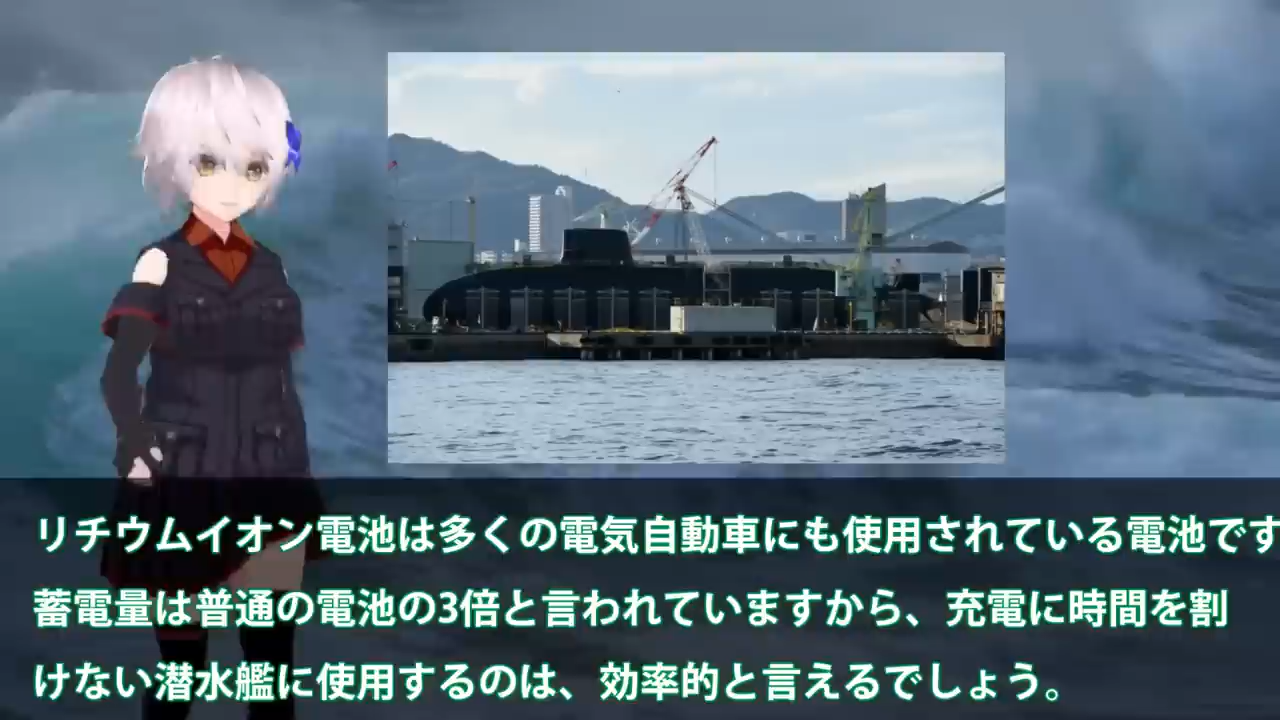 リチウムイオン電池は多くの電気自動車にも使用されている電池です
蓄電量は普通の電池の3倍と言われていますから、充電に時間を割
けない潜水艦に使用するのは、効率的と言えるでしょう。